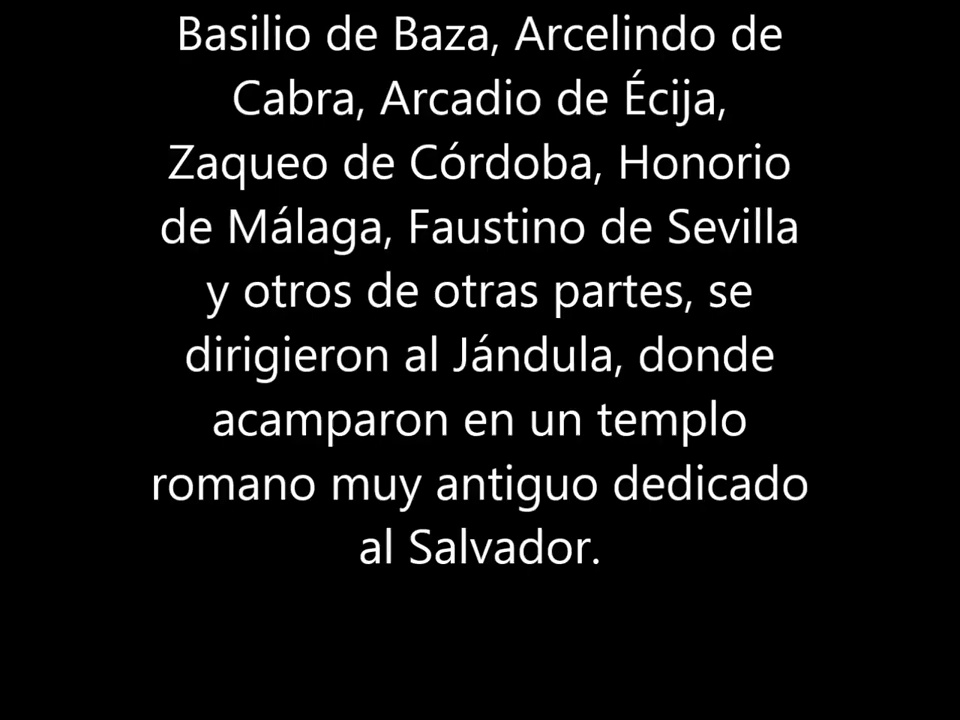 Basilio de Baza, Arcelindo de
Cabra, Arcadio de Écija,
Zaqueo de Córdoba, Honorio
de Málaga, Faustino de Sevilla
y otros de otras partes, se
dirigieron al Jándula, donde
acamparon en un templo
romano muy antiguo dedicado
al Salvador.